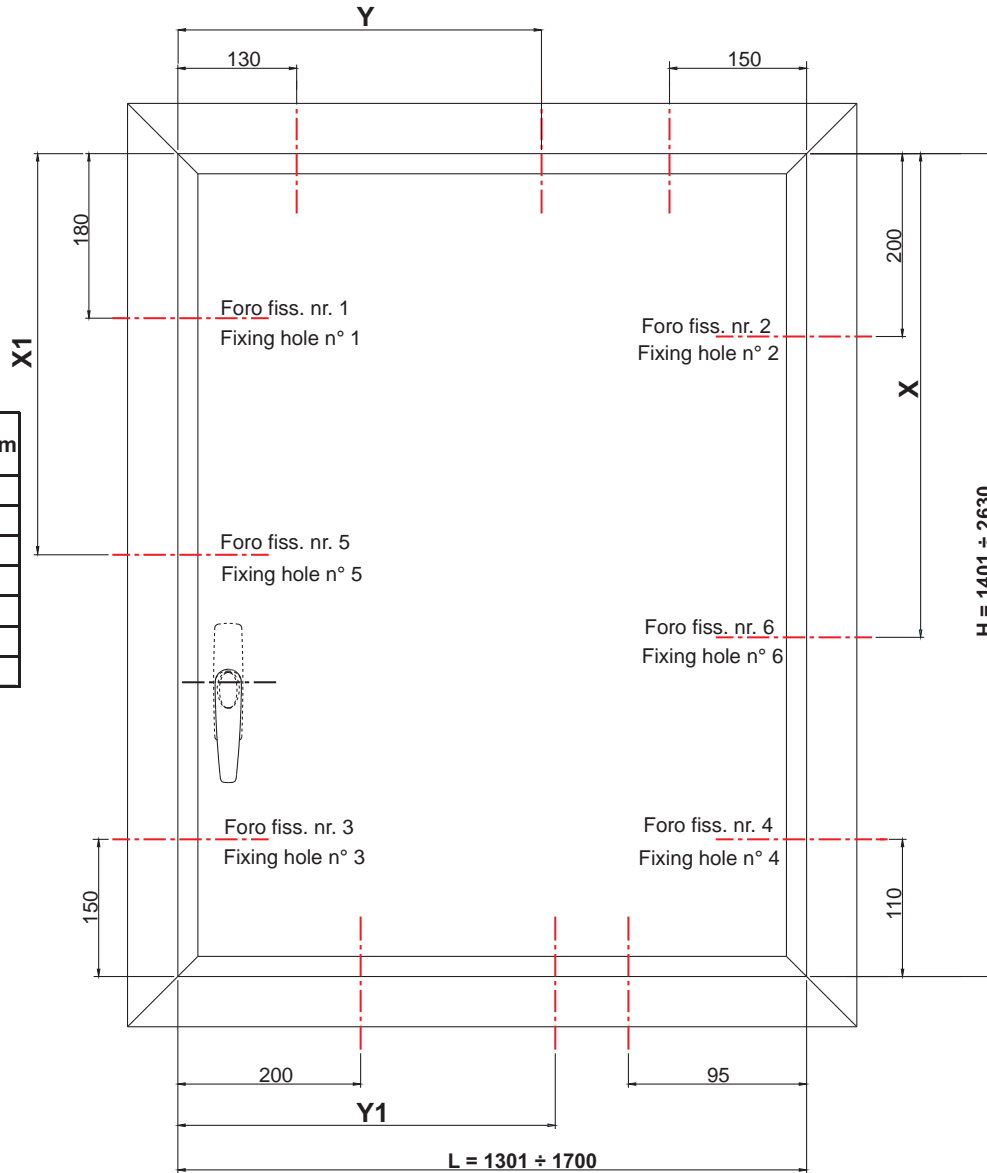 Y
130
150
180
200
Foro fiss. nr. 1
Fixing hole n° 1
Foro fiss. nr. 2
Fixing hole n° 2
X1
X
m
H = 1401 ÷ 2630
Foro fiss. nr. 5
Fixing hole n° 5
Foro fiss. nr. 6
Fixing hole n° 6
Foro fiss. nr. 3
Fixing hole n° 3
Foro fiss. nr. 4
Fixing hole n° 4
150
110
200
95
Y1
L = 1301 ÷ 1700